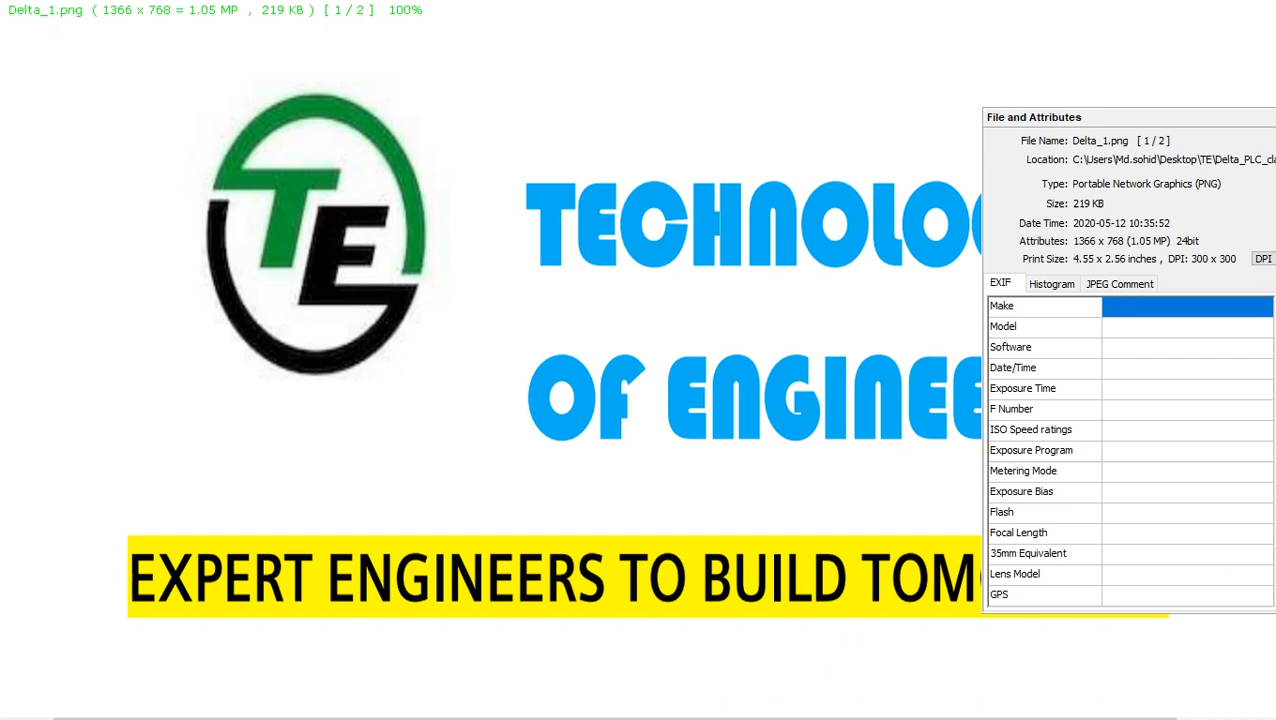 Delta_1.png ( 1366 x 768 = 1.05 MP , 219 KB ) [ 1 / 2 ] 100%
TE
TECHNOLOG
OF ENGINEE
EXPERT ENGINEERS TO BUILD TOM
File and Attributes
File Name: Delta_1.png [ 1 / 2 ]
Location: C:\Users\Md.sohid\Desktop\TE\Delta_PLC_da
Type: Portable Network Graphics (PNG)
Size: 219 KB
Date Time: 2020-05-12 10:35:52
Attributes: 1366 x 768 (1.05 MP) 24bit
Print Size: 4.55 x 2.56 inches , DPI: 300 x 300 DPI
EXIF Histogram JPEG Comment
Make
Model
Software
Date/Time
Exposure Time
F Number
ISO Speed ratings
Exposure Program
Metering Mode
Exposure Bias
Flash
Focal Length
35mm Equivalent
Lens Model
GPS